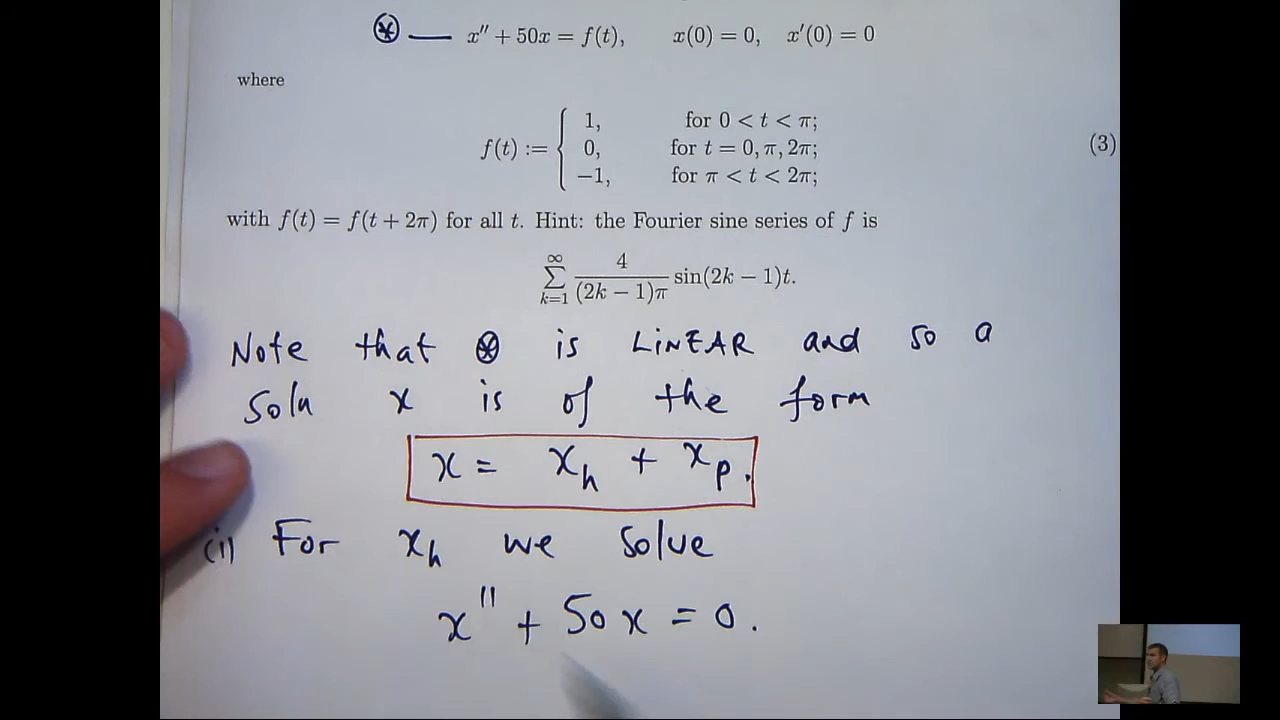 ⊛ — x″ + 50x = f(t), x(0) = 0, x′(0) = 0
where
f(t) := { 1, for 0 < t < π;
0, for t = 0, π, 2π;
−1, for π < t < 2π;
(3)
with f(t) = f(t + 2π) for all t. Hint: the Fourier sine series of f is
∑_{k=1}^{∞} 4/((2k − 1)π) sin(2k − 1)t.
Note that ⊛ is LINEAR and so a
soln x is of the form
x = x_h + x_p.
(i) For x_h we solve
x″ + 50x = 0.